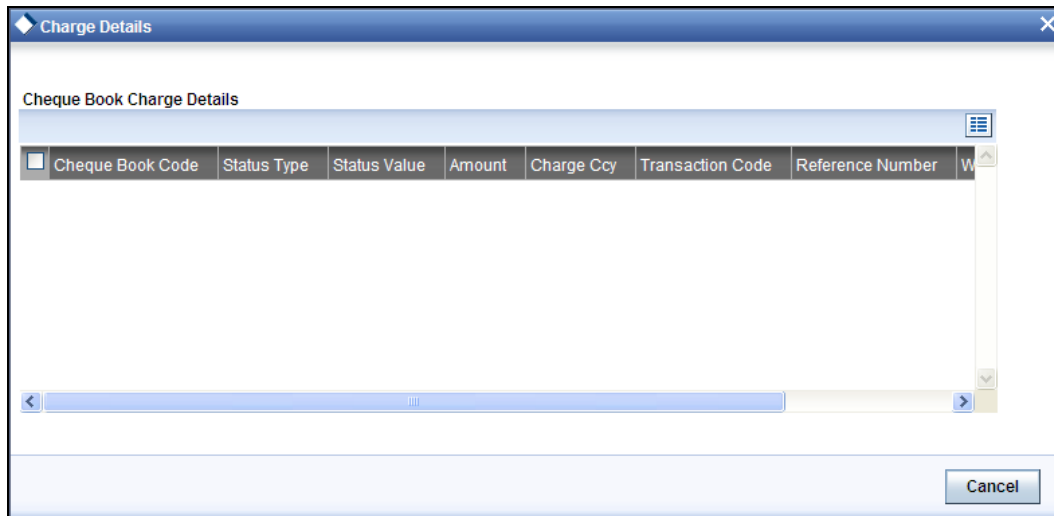 Charge Details
Cheque Book Charge Details
Cheque Book Code Status Type Status Value Amount Charge Ccy Transaction Code Reference Number W
Cancel